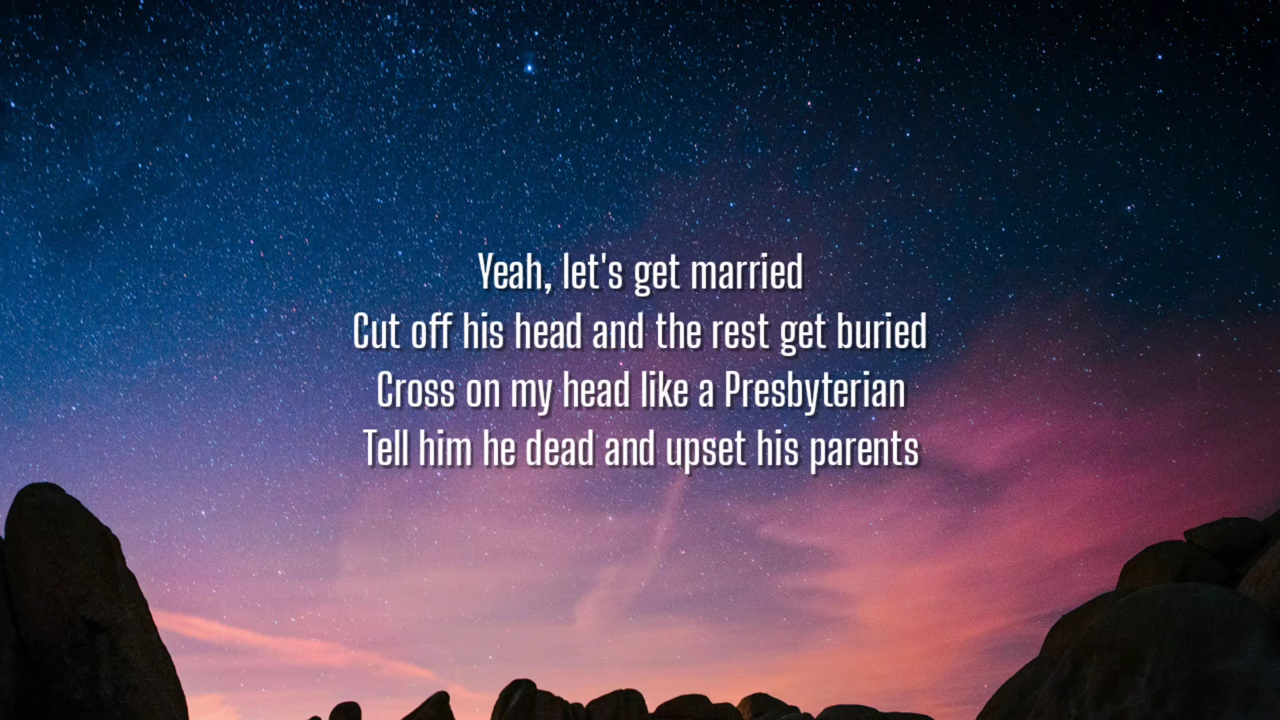 Yeah, let's get married
Cut off his head and the rest get buried
Cross on my head like a Presbyterian
Tell him he dead and upset his parents